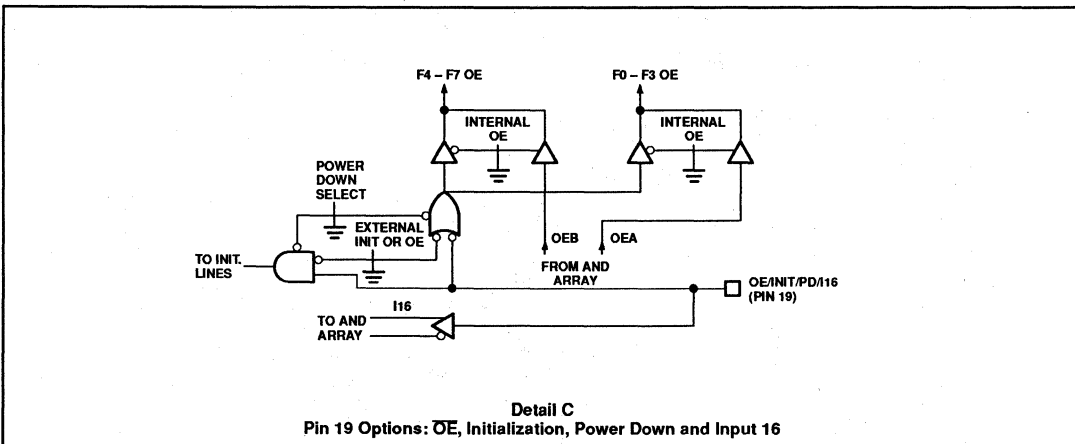 F4 – F7 OE
F0 – F3 OE
INTERNAL
OE
INTERNAL
OE
POWER
DOWN
SELECT
EXTERNAL
INIT OR OE
TO INIT.
LINES
OEB
OEA
FROM AND
ARRAY
OE/INIT/PD/I16
(PIN 19)
I16
TO AND
ARRAY
Detail C
Pin 19 Options: O̅E̅, Initialization, Power Down and Input 16